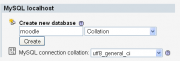 MySQL localhost
Create new database
moodle Collation
Create
MySQL connection collation: utf8_general_ci